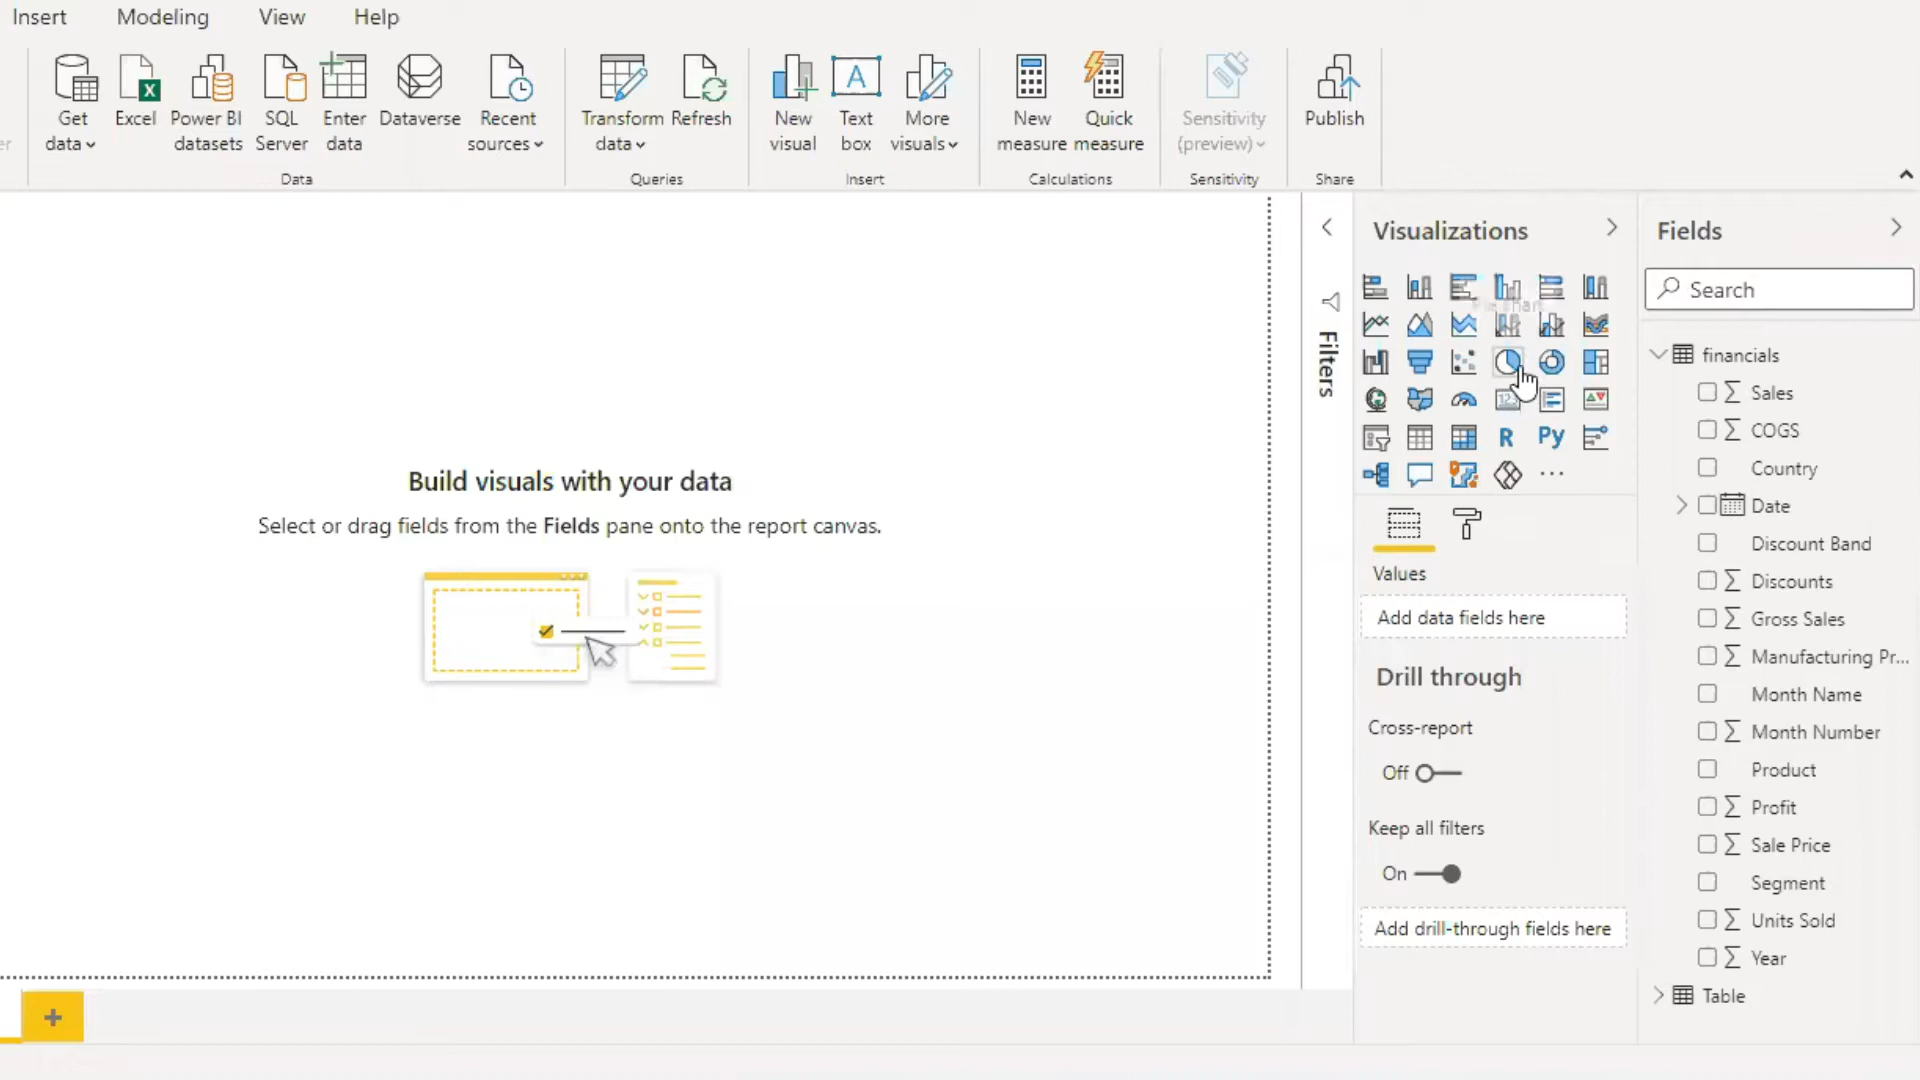 Insert Modeling View Help
Get data
Excel
Power BI datasets
SQL Server
Enter data
Dataverse
Recent sources
Transform data
Refresh
New visual
Text box
More visuals
New measure
Quick measure
Sensitivity (preview)
Publish
Data
Queries
Insert
Calculations
Sensitivity
Share
Build visuals with your data
Select or drag fields from the Fields pane onto the report canvas.
Filters
Visualizations
123
R
Py
Values
Add data fields here
Drill through
Cross-report
Off
Keep all filters
On
Add drill-through fields here
Fields
Search
financials
Σ Sales
Σ COGS
Country
Date
Discount Band
Σ Discounts
Σ Gross Sales
Σ Manufacturing Pr...
Month Name
Σ Month Number
Product
Σ Profit
Σ Sale Price
Segment
Σ Units Sold
Σ Year
Table